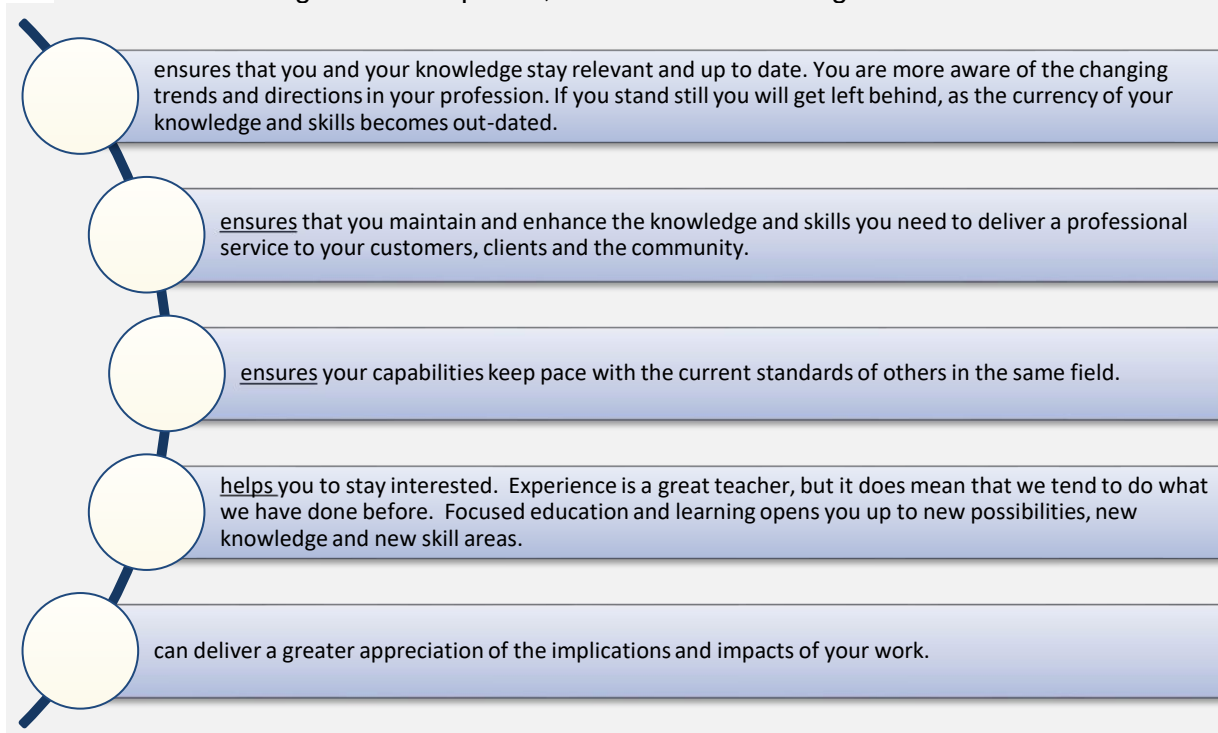 ensures that you and your knowledge stay relevant and up to date. You are more aware of the changing
trends and directions in your profession. If you stand still you will get left behind, as the currency of your
knowledge and skills becomes out-dated.
ensures that you maintain and enhance the knowledge and skills you need to deliver a professional
service to your customers, clients and the community.
ensures your capabilities keep pace with the current standards of others in the same field.
helps you to stay interested.  Experience is a great teacher, but it does mean that we tend to do what
we have done before.  Focused education and learning opens you up to new possibilities, new
knowledge and new skill areas.
can deliver a greater appreciation of the implications and impacts of your work.